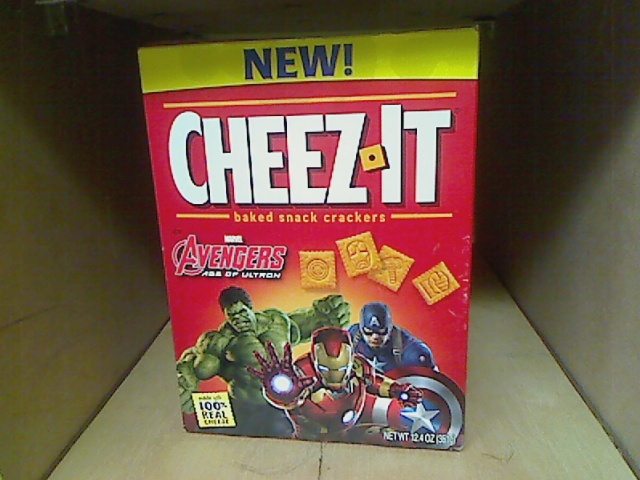 NEW!
CHEEZ-IT
baked snack crackers
MARVEL
AVENGERS
AGE OF ULTRON
A
made with
100%
REAL
CHEESE
NET WT 12.4 OZ